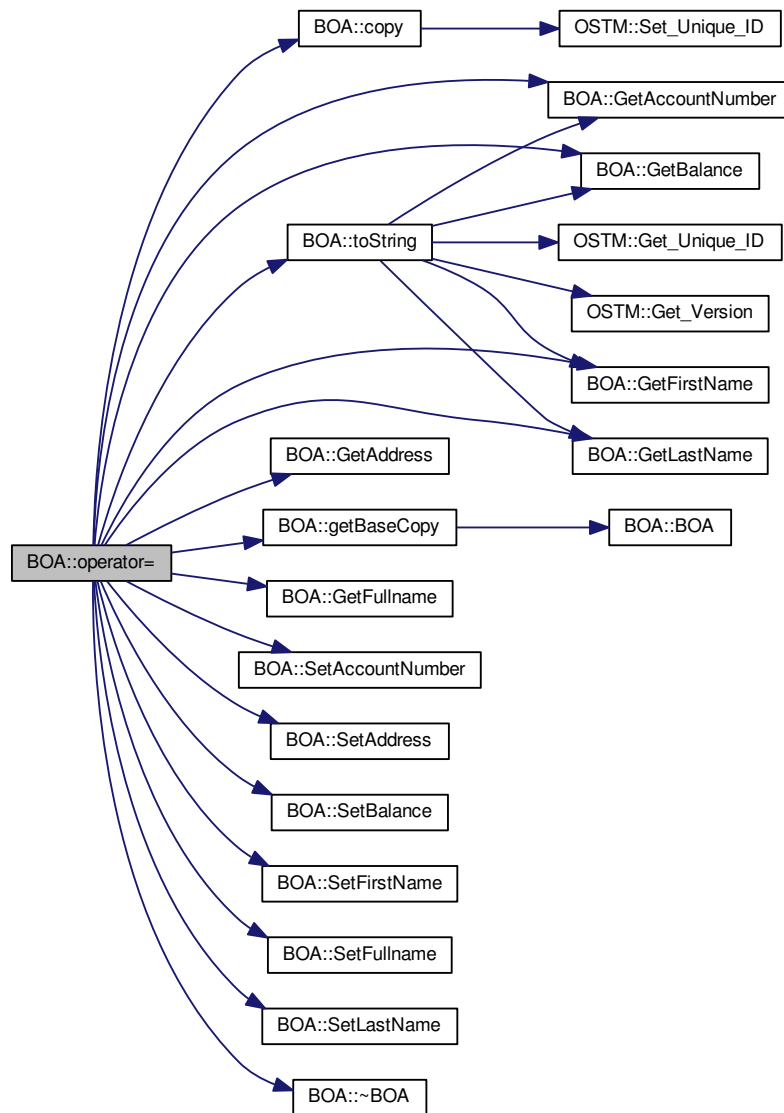 BOA::copy
OSTM::Set_Unique_ID
BOA::GetAccountNumber
BOA::GetBalance
BOA::toString
OSTM::Get_Unique_ID
OSTM::Get_Version
BOA::GetFirstName
BOA::GetAddress
BOA::GetLastName
BOA::getBaseCopy
BOA::BOA
BOA::operator=
BOA::GetFullname
BOA::SetAccountNumber
BOA::SetAddress
BOA::SetBalance
BOA::SetFirstName
BOA::SetFullname
BOA::SetLastName
BOA::~BOA